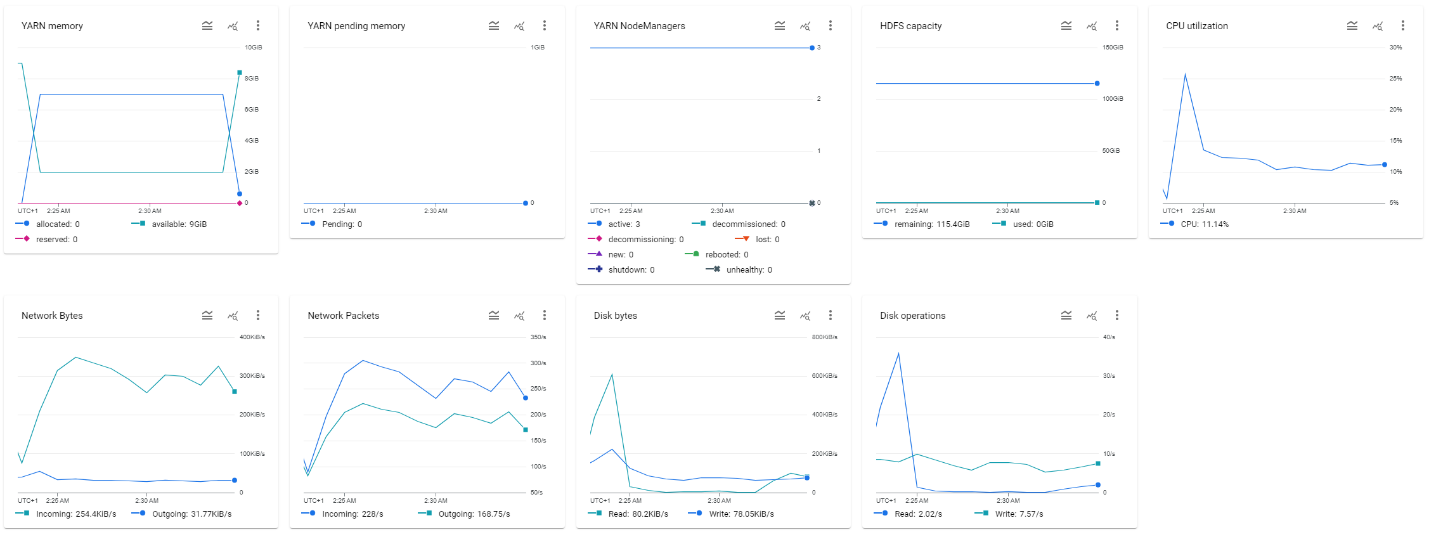 YARN memory
10GiB
8GiB
6GiB
4GiB
2GiB
0
UTC+1 2:25 AM 2:30 AM
allocated: 0 available: 9GiB
reserved: 0
YARN pending memory
1GiB
0
UTC+1 2:25 AM 2:30 AM
Pending: 0
YARN NodeManagers
3
2
1
0
UTC+1 2:25 AM 2:30 AM
active: 3 decommissioned: 0
decommissioning: 0 lost: 0
new: 0 rebooted: 0
shutdown: 0 unhealthy: 0
HDFS capacity
150GiB
100GiB
50GiB
0
UTC+1 2:25 AM 2:30 AM
remaining: 115.4GiB used: 0GiB
CPU utilization
30%
25%
20%
15%
10%
5%
UTC+1 2:25 AM 2:30 AM
CPU: 11.14%
Network Bytes
400KiB/s
300KiB/s
200KiB/s
100KiB/s
0
UTC+1 2:25 AM 2:30 AM
Incoming: 254.4KiB/s Outgoing: 31.77KiB/s
Network Packets
350/s
300/s
250/s
200/s
150/s
100/s
50/s
UTC+1 2:25 AM 2:30 AM
Incoming: 228/s Outgoing: 168.75/s
Disk bytes
800KiB/s
600KiB/s
400KiB/s
200KiB/s
0
UTC+1 2:25 AM 2:30 AM
Read: 80.2KiB/s Write: 78.05KiB/s
Disk operations
40/s
30/s
20/s
10/s
0
UTC+1 2:25 AM 2:30 AM
Read: 2.02/s Write: 7.57/s